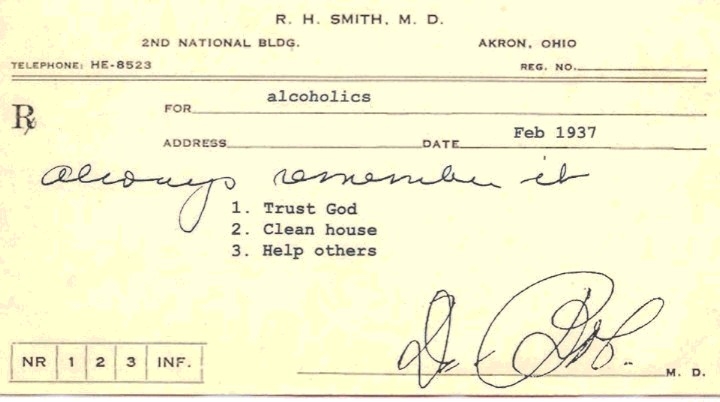 R. H. SMITH, M. D.
2ND NATIONAL BLDG. AKRON, OHIO
TELEPHONE: HE-8523 REG. NO.
Rx FOR alcoholics
ADDRESS DATE Feb 1937
always remember it
1. Trust God
2. Clean house
3. Help others
Dr. Bob. M. D.
NR 1 2 3 INF.